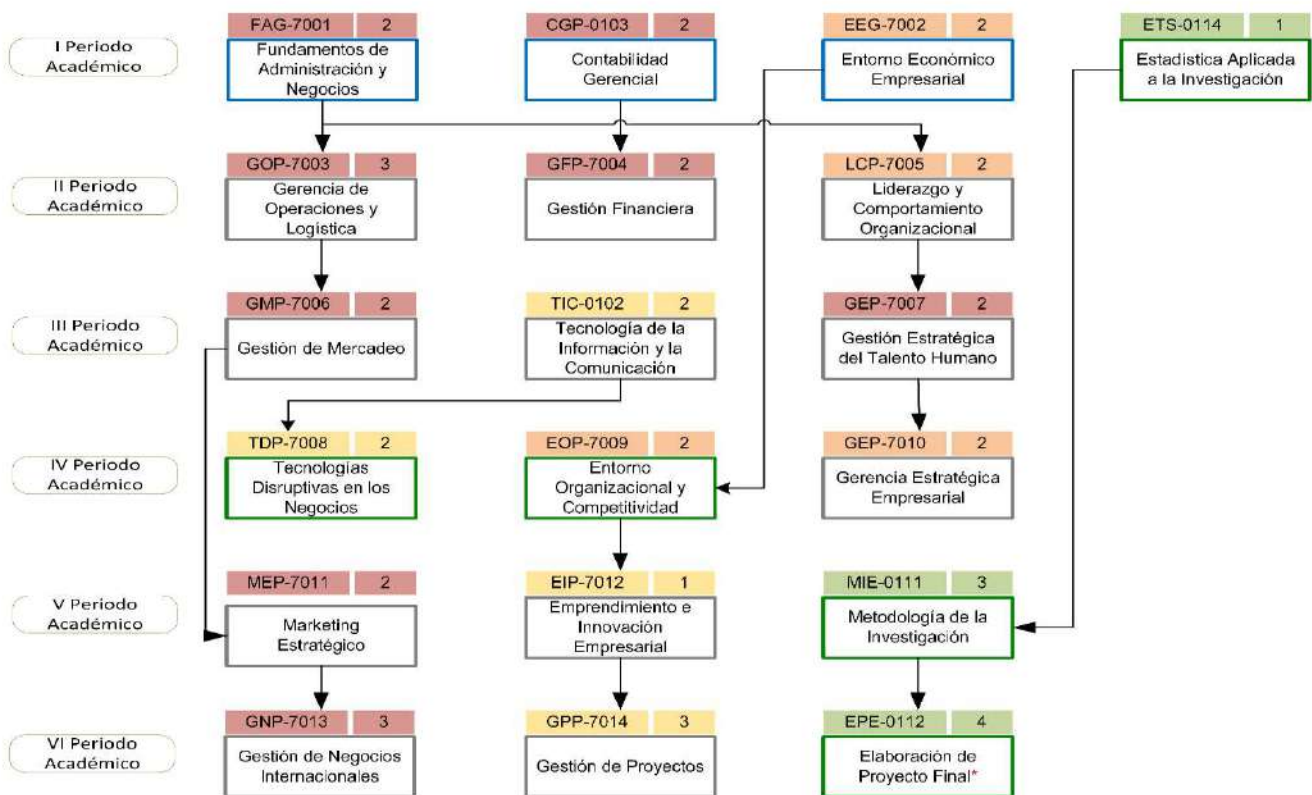 FAG-7001 2
CGP-0103 2
EEG-7002 2
ETS-0114 1
I Periodo
Académico
Fundamentos de
Administración y
Negocios
Contabilidad
Gerencial
Entorno Económico
Empresarial
Estadística Aplicada
a la Investigación
GOP-7003 3
GFP-7004 2
LCP-7005 2
II Periodo
Académico
Gerencia de
Operaciones y
Logística
Gestión Financiera
Liderazgo y
Comportamiento
Organizacional
GMP-7006 2
TIC-0102 2
GEP-7007 2
III Periodo
Académico
Gestión de Mercadeo
Tecnología de la
Información y la
Comunicación
Gestión Estratégica
del Talento Humano
TDP-7008 2
EOP-7009 2
GEP-7010 2
IV Periodo
Académico
Tecnologías
Disruptivas en los
Negocios
Entorno
Organizacional y
Competitividad
Gerencia Estratégica
Empresarial
MEP-7011 2
EIP-7012 1
MIE-0111 3
V Periodo
Académico
Marketing
Estratégico
Emprendimiento e
Innovación
Empresarial
Metodología de la
Investigación
GNP-7013 3
GPP-7014 3
EPE-0112 4
VI Periodo
Académico
Gestión de Negocios
Internacionales
Gestión de Proyectos
Elaboración de
Proyecto Final*